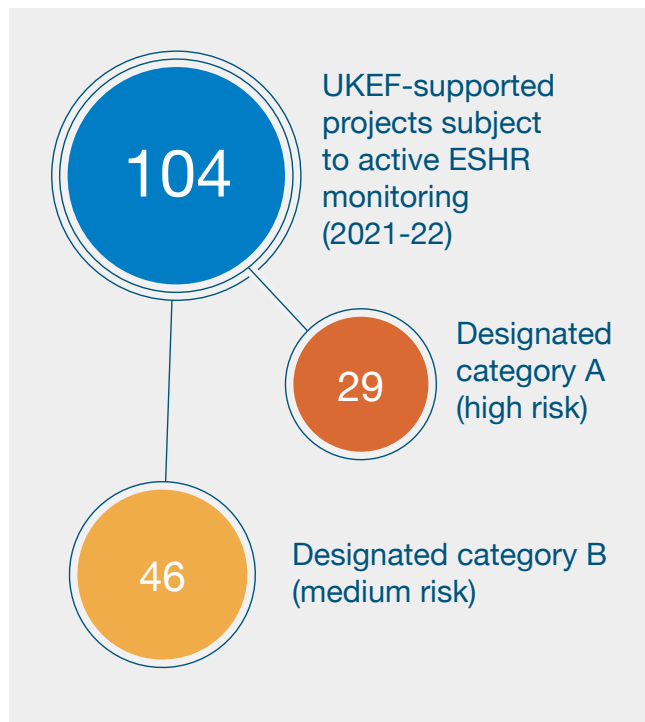 104
UKEF-supported
projects subject
to active ESHR
monitoring
(2021-22)
29
Designated
category A
(high risk)
46
Designated category B
(medium risk)